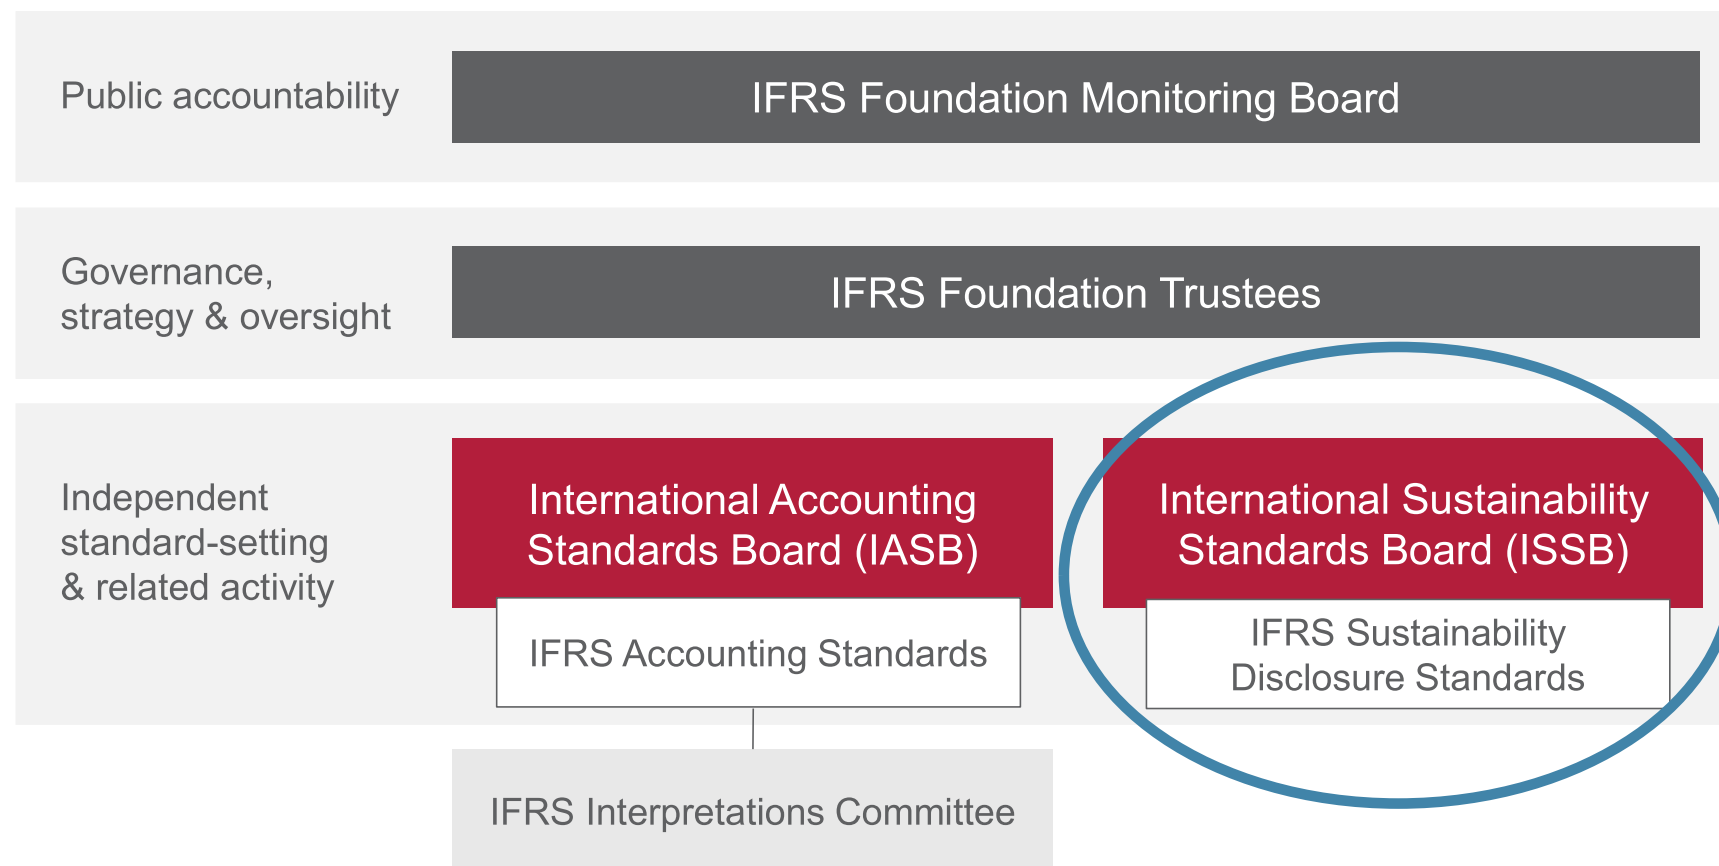 Public accountability
IFRS Foundation Monitoring Board
Governance,
strategy & oversight
IFRS Foundation Trustees
Independent
standard-setting
& related activity
International Accounting
Standards Board (IASB)
IFRS Accounting Standards
International Sustainability
Standards Board (ISSB)
IFRS Sustainability
Disclosure Standards
IFRS Interpretations Committee